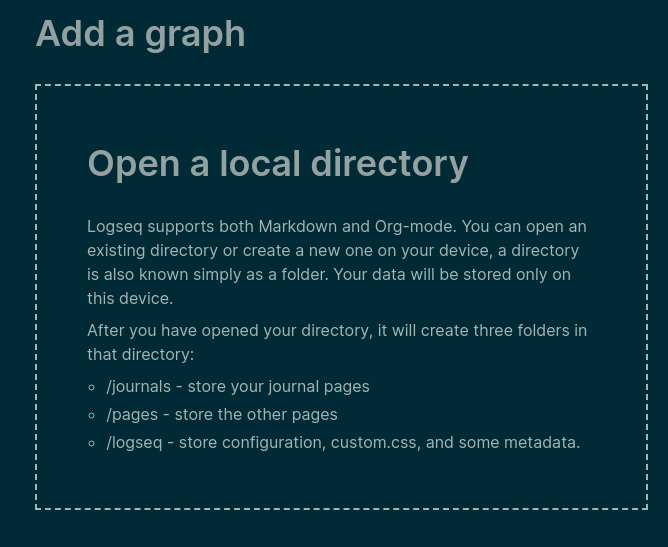 Add a graph
Open a local directory
Logseq supports both Markdown and Org-mode. You can open an
existing directory or create a new one on your device, a directory
is also known simply as a folder. Your data will be stored only on
this device.
After you have opened your directory, it will create three folders in
that directory:
◦ /journals - store your journal pages
◦ /pages - store the other pages
◦ /logseq - store configuration, custom.css, and some metadata.